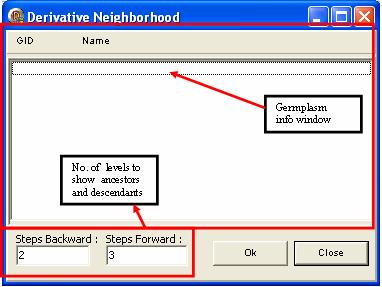 Derivative Neighborhood
GID Name
Germplasm
info window
No. of levels to
show ancestors
and descendants
Steps Backward : Steps Forward :
2 3 Ok Close